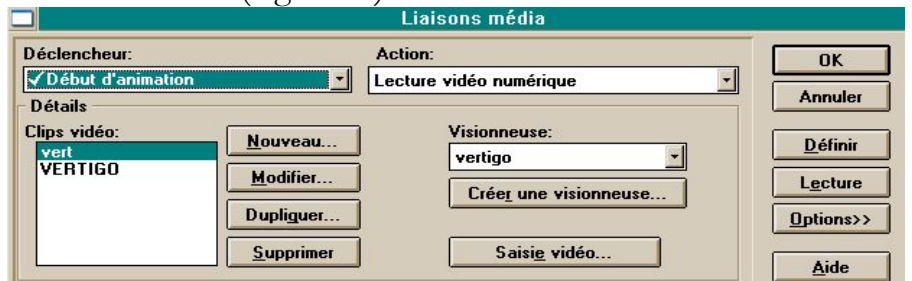 Liaisons média
Déclencheur:
Action:
OK
✓Début d'animation
Lecture vidéo numérique
Annuler
Détails
Clips vidéo:
Visionneuse:
vert
VERTIGO
Nouveau...
vertigo
Définir
Modifier...
Créer une visionneuse...
Lecture
Dupliquer...
Options>>
Supprimer
Saisie vidéo...
Aide